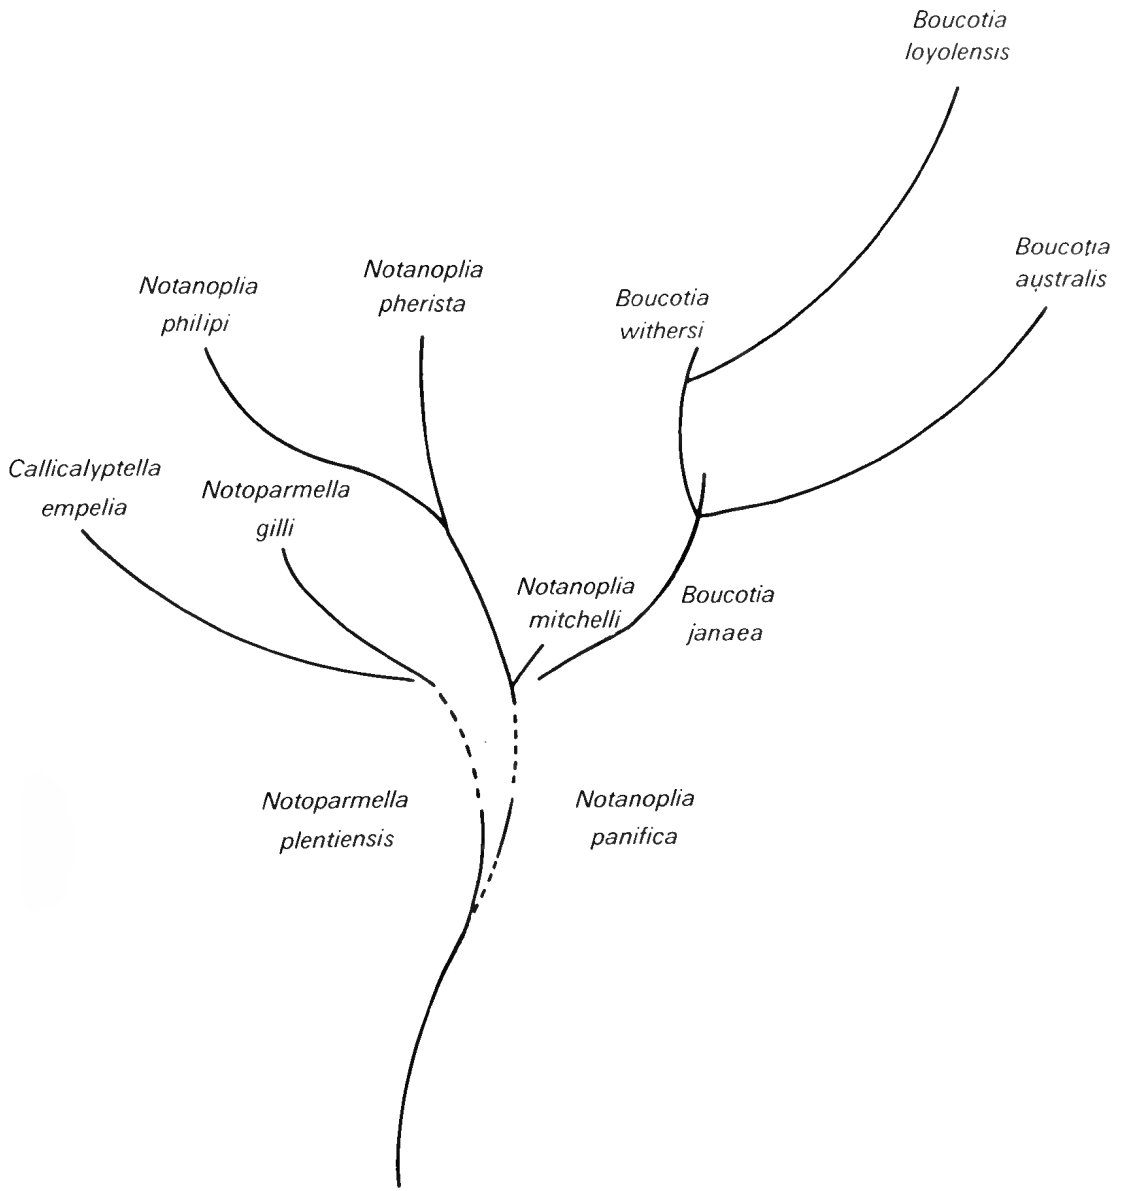 Boucotia
loyolensis
Boucotia
australis
Notanoplia
pherista
Notanoplia
philipi
Boucotia
withersi
Callicalyptella
empelia
Notoparmella
gilli
Notanoplia
mitchelli
Boucotia
janaea
Notoparmella
plentiensis
Notanoplia
panifica